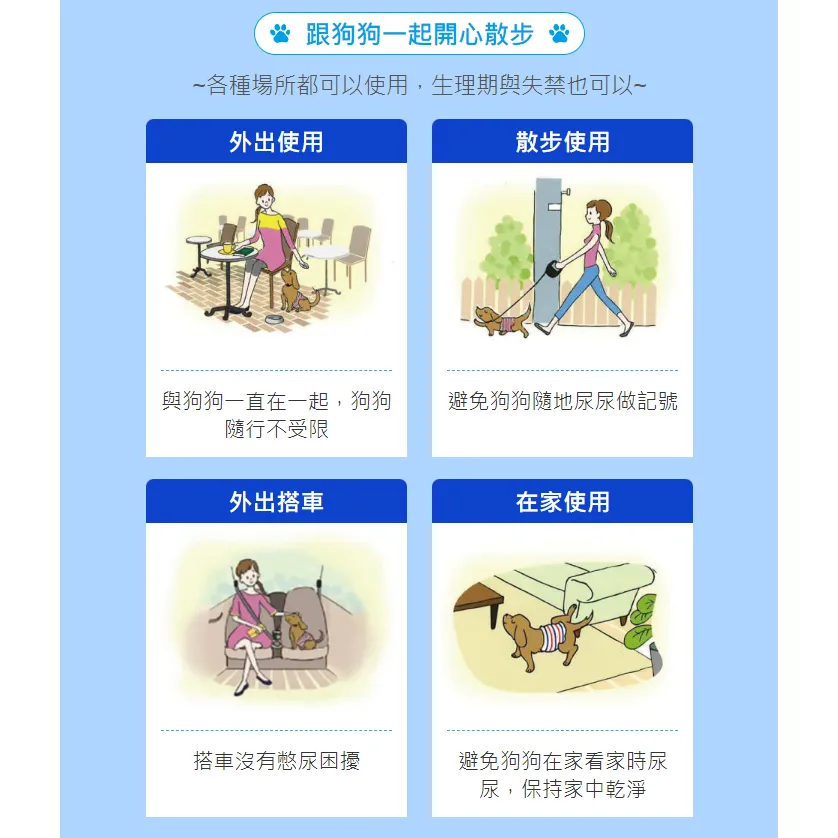 跟狗狗一起開心散步
~各種場所都可以使用，生理期與失禁也可以~
外出使用
散步使用
與狗狗一直在一起，狗狗
隨行不受限
避免狗狗隨地尿尿做記號
外出搭車
在家使用
搭車沒有憋尿困擾
避免狗狗在家看家時尿
尿，保持家中乾淨